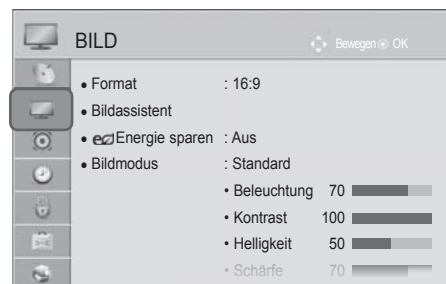 BILD
Bewegen OK
• Format : 16:9
• Bildassistent
• Energie sparen : Aus
• Bildmodus : Standard
• Beleuchtung 70
• Kontrast 100
• Helligkeit 50
• Schärfe 70